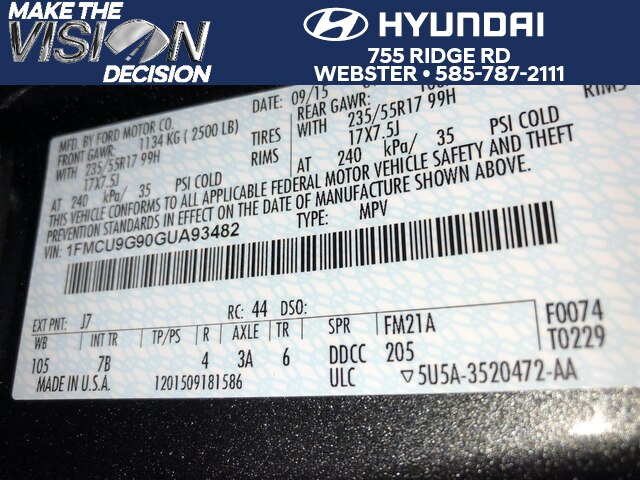 MAKE THE
VISION
DECISION
HYUNDAI
755 RIDGE RD
WEBSTER • 585-787-2111
MFD. BY FORD MOTOR CO.
DATE: 09/15
FRONT GAWR: 1134 KG ( 2500 LB)
REAR GAWR:
WITH 235/55R17 99H TIRES
WITH 235/55R17 99H
17X7.5J RIMS
17X7.5J
RIMS
AT 240 kPa/ 35 PSI COLD
AT 240 kPa/ 35 PSI COLD
THIS VEHICLE CONFORMS TO ALL APPLICABLE FEDERAL MOTOR VEHICLE SAFETY AND THEFT
PREVENTION STANDARDS IN EFFECT ON THE DATE OF MANUFACTURE SHOWN ABOVE.
VIN: 1FMCU9G90GUA93482
TYPE: MPV
EXT PNT: J7 RC: 44 DSO:
WB INT TR TP/PS R AXLE TR SPR FM21A F0074
105 7B 4 3A 6 DDCC 205 T0229
MADE IN U.S.A. 1201509181586 ULC ▽5U5A-3520472-AA